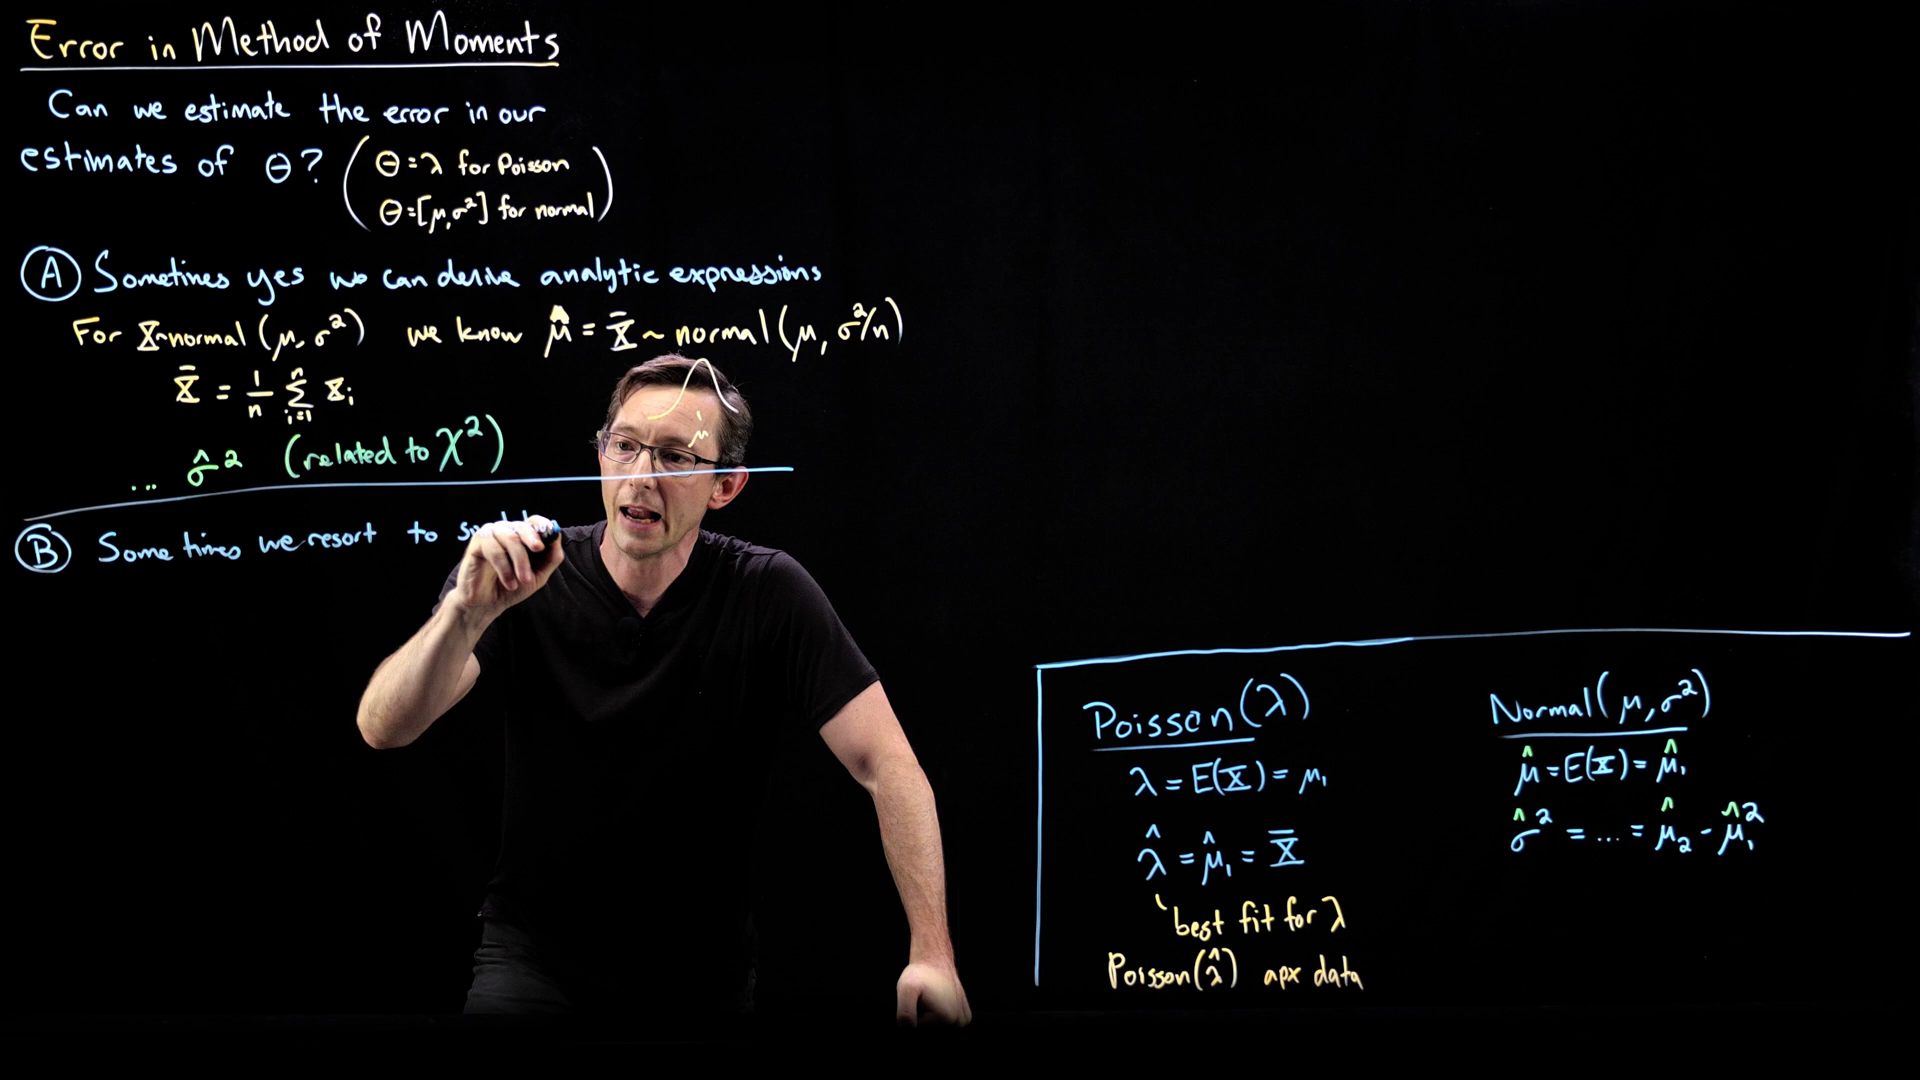 Error in Method of Moments
Can we estimate the error in our
estimates of θ? (θ=λ for Poisson
θ=[μ,σ²] for normal)
A Sometimes yes we can derive analytic expressions
For X~normal(μ, σ²) we know μ̂ = X̄ ~ normal(μ, σ²/n)
X̄ = 1/n Σᵢ₌₁ⁿ Xᵢ
μ
... σ̂² (related to χ²)
B Sometimes we resort to
Poisson(λ)
λ = E(X) = μ₁
λ̂ = μ̂₁ = X̄
best fit for λ
Poisson(λ̂) apx data
Normal(μ,σ²)
μ̂ = E(X) = μ̂₁
σ̂² = ... = μ̂₂ - μ̂₁²